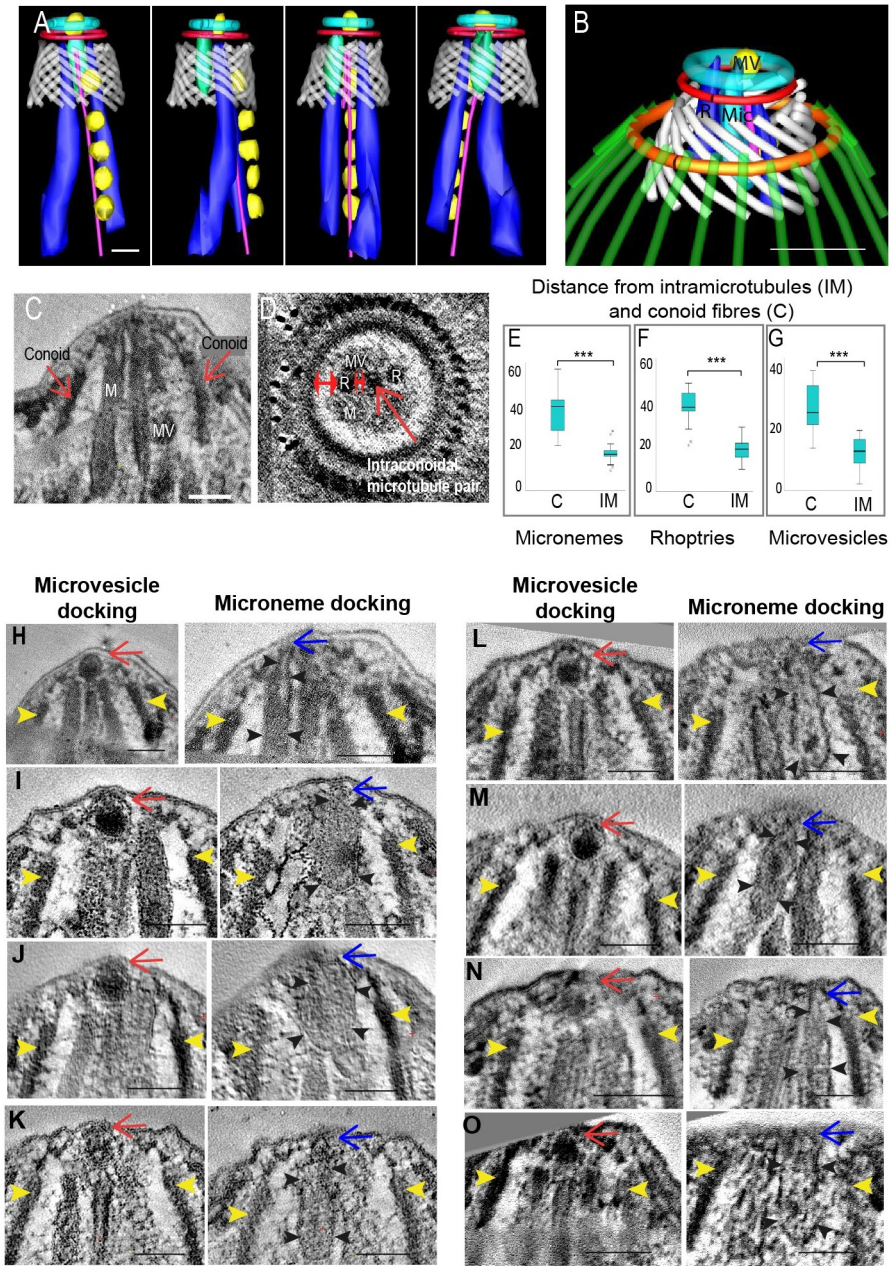 A
B
MV
R
Mic
C
Conoid
Conoid
M
MV
D
MV
R
R
M
Intraconoidal
microtubule pair
Distance from intramicrotubules (IM)
and conoid fibres (C)
E
***
60
40
20
0
C
IM
Micronemes
F
***
60
40
20
0
C
IM
Rhoptries
G
***
40
20
0
C
IM
Microvesicles
Microvesicle
docking
Microneme docking
Microvesicle
docking
Microneme docking
H
I
J
K
L
M
N
O